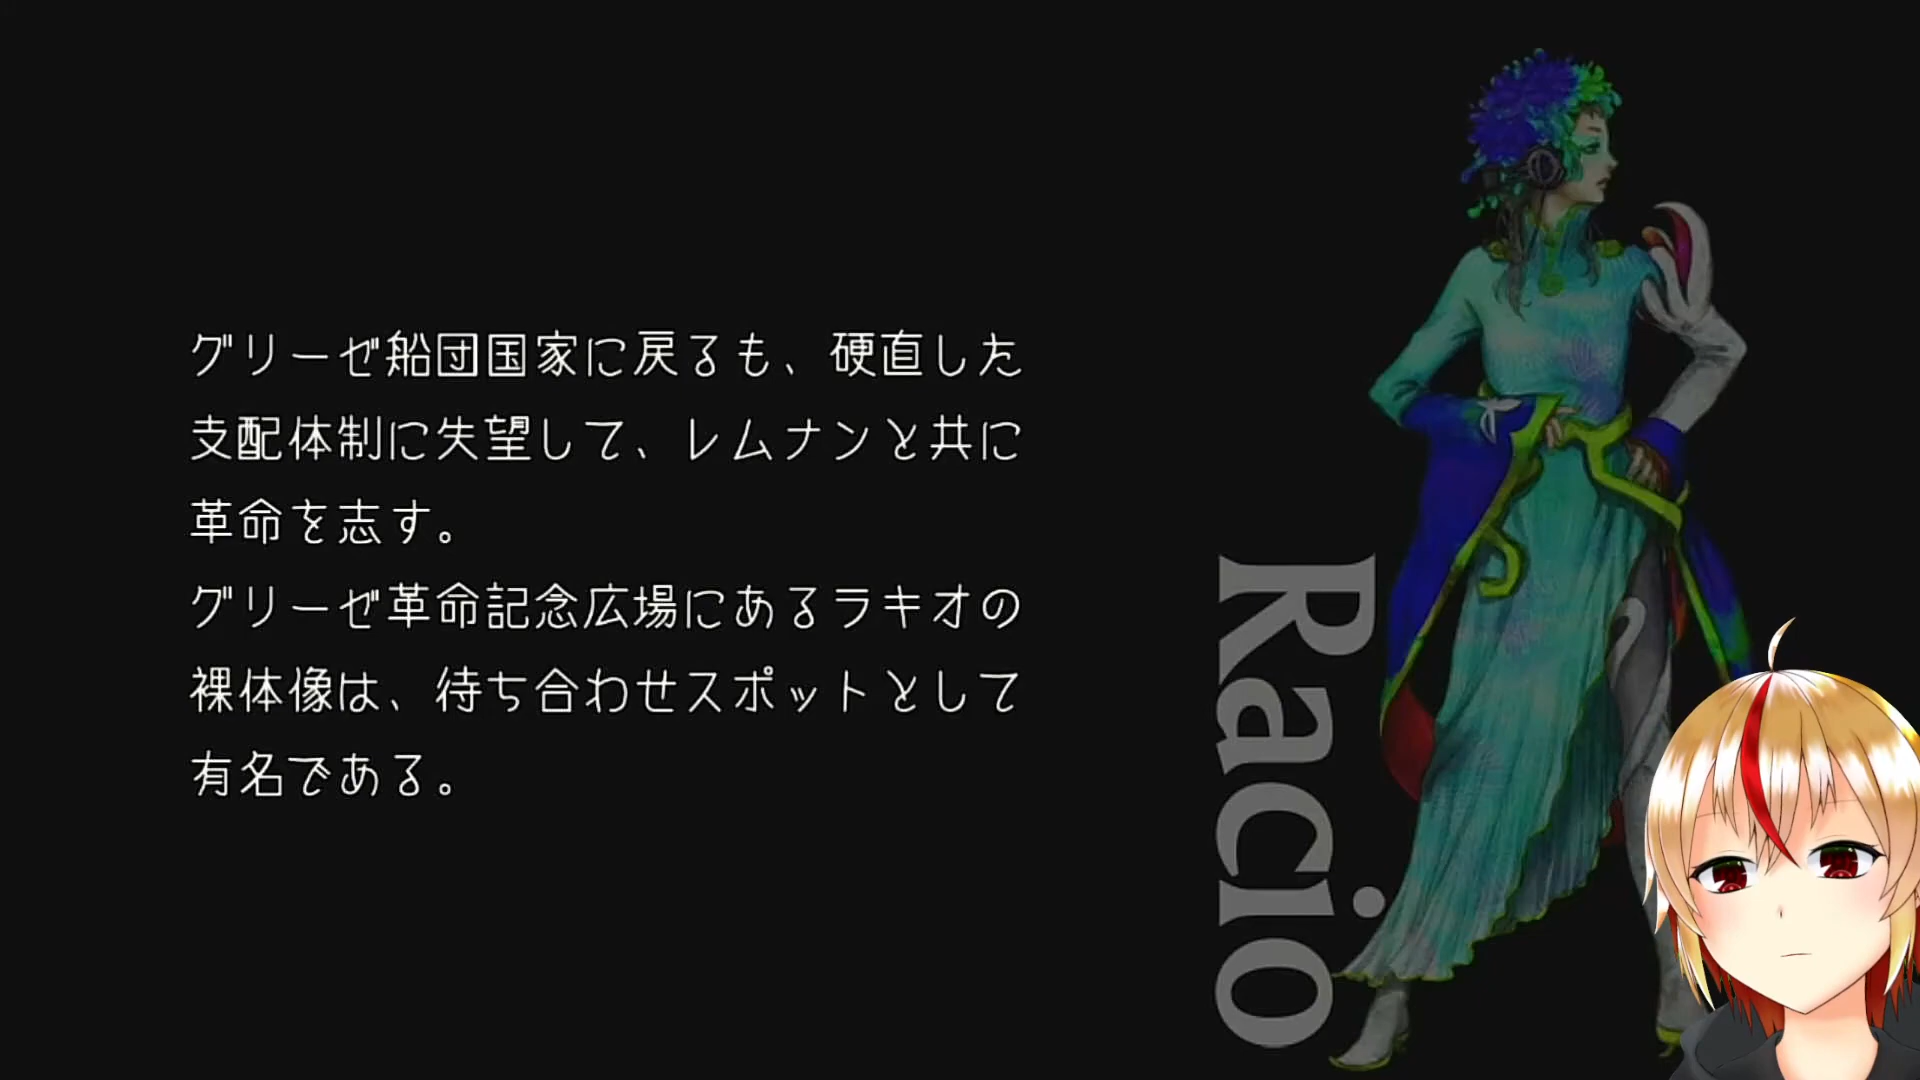 グリーゼ船団国家に戻るも、硬直した
支配体制に失望して、レムナンと共に
革命を志す。
グリーゼ革命記念広場にあるラキオの
裸体像は、待ち合わせスポットとして
有名である。
Racio